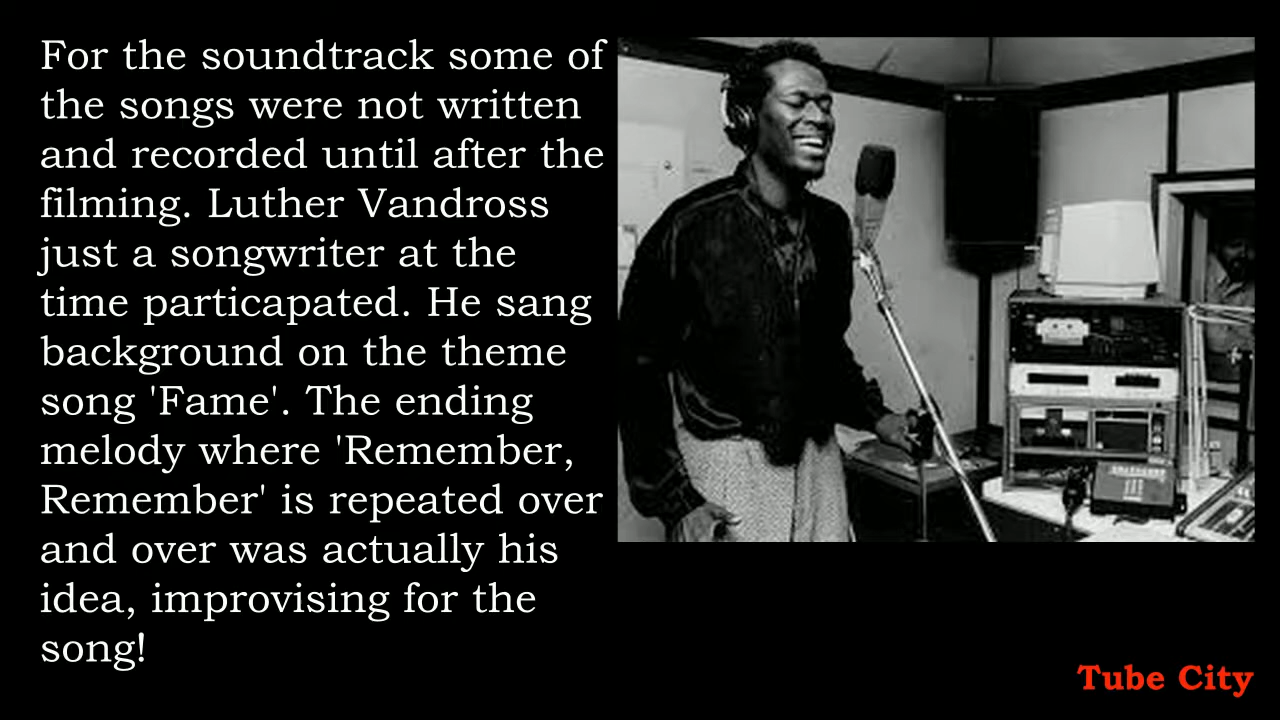 For the soundtrack some of
the songs were not written
and recorded until after the
filming. Luther Vandross
just a songwriter at the
time particapated. He sang
background on the theme
song 'Fame'. The ending
melody where 'Remember,
Remember' is repeated over
and over was actually his
idea, improvising for the
song!
Tube City